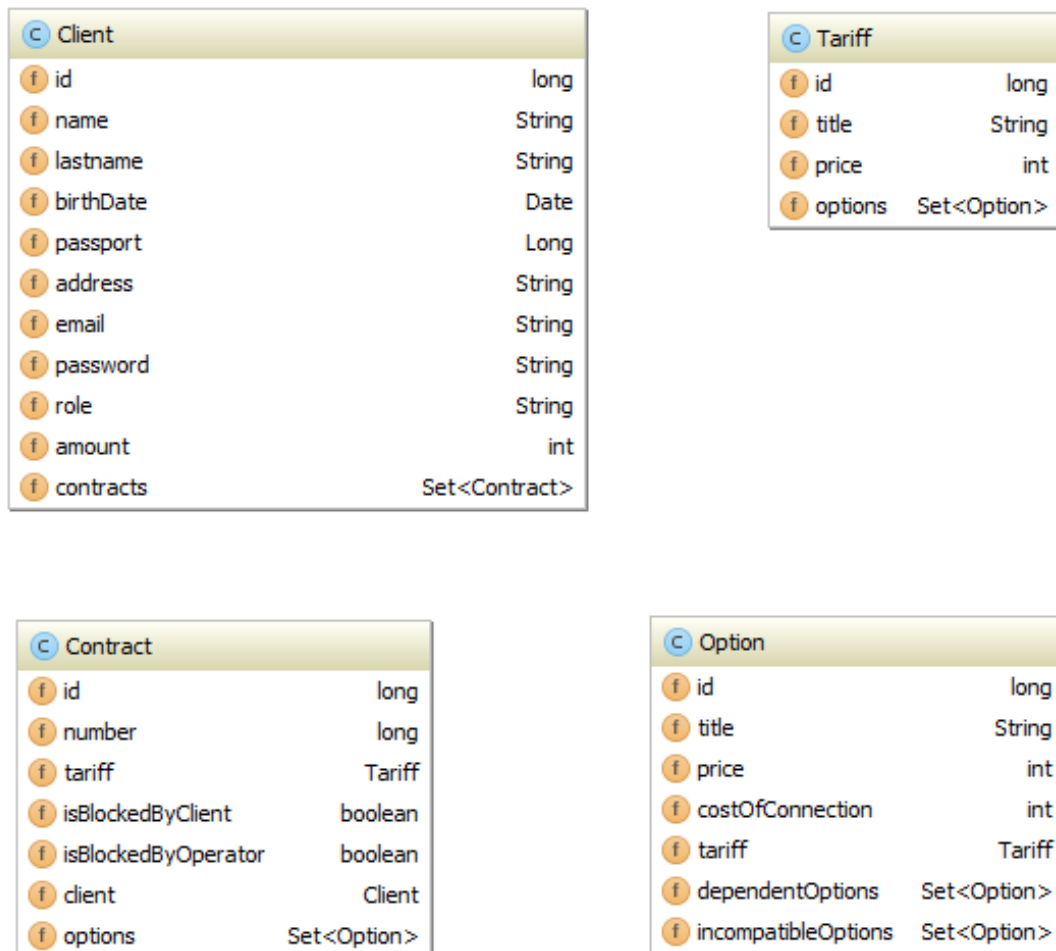 C Client
f id long
f name String
f lastname String
f birthDate Date
f passport Long
f address String
f email String
f password String
f role String
f amount int
f contracts Set<Contract>
C Tariff
f id long
f title String
f price int
f options Set<Option>
C Contract
f id long
f number long
f tariff Tariff
f isBlockedByClient boolean
f isBlockedByOperator boolean
f client Client
f options Set<Option>
C Option
f id long
f title String
f price int
f costOfConnection int
f tariff Tariff
f dependentOptions Set<Option>
f incompatibleOptions Set<Option>